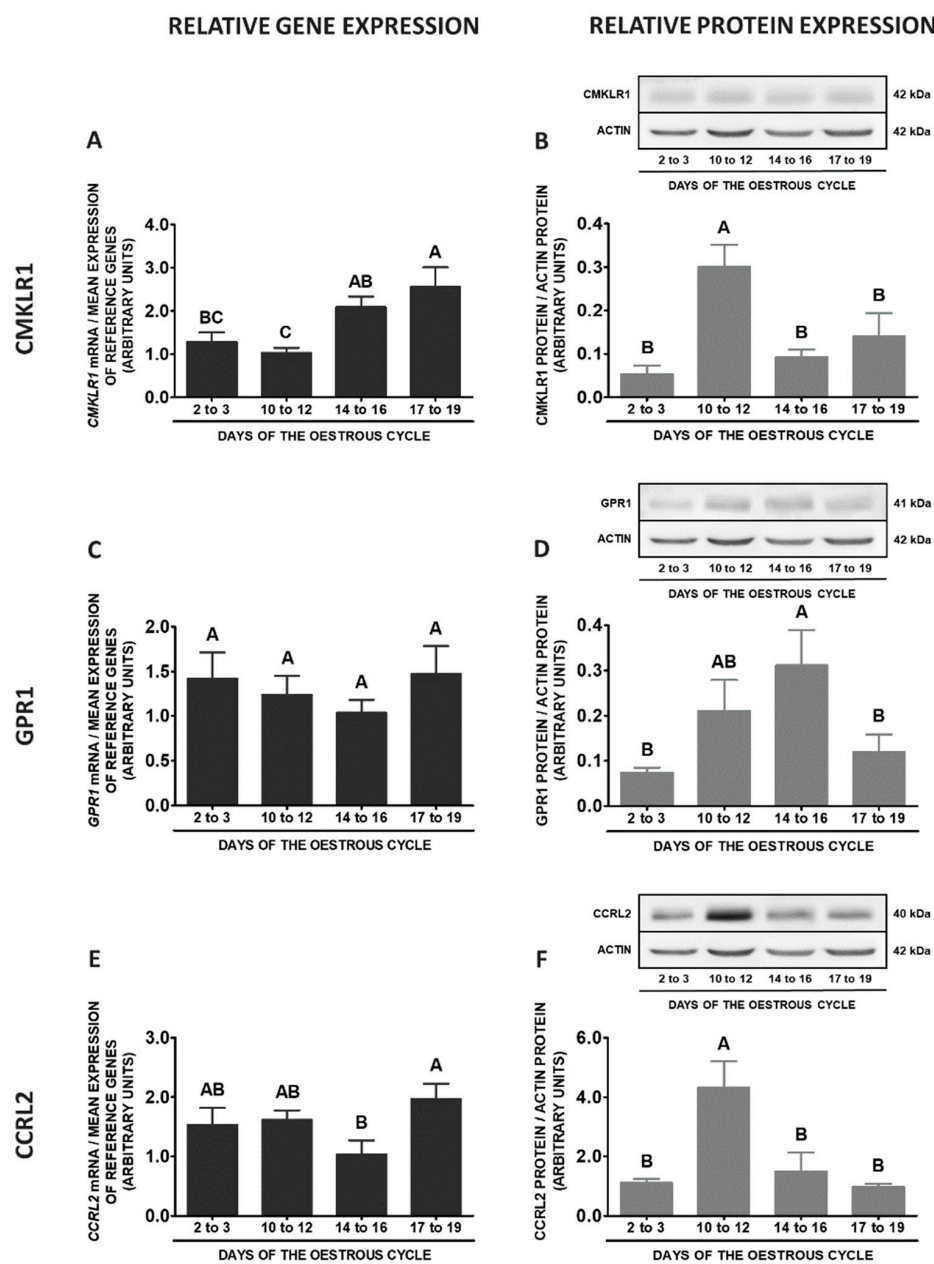 RELATIVE GENE EXPRESSION
RELATIVE PROTEIN EXPRESSION
CMKLR1
A
CMKLR1 mRNA / MEAN EXPRESSION
OF REFERENCE GENES
(ARBITRARY UNITS)
4.0
3.0
2.0
1.0
0.0
BC
C
AB
A
2 to 3
10 to 12
14 to 16
17 to 19
DAYS OF THE OESTROUS CYCLE
B
CMKLR1
42 kDa
ACTIN
42 kDa
2 to 3
10 to 12
14 to 16
17 to 19
DAYS OF THE OESTROUS CYCLE
CMKLR1 PROTEIN / ACTIN PROTEIN
(ARBITRARY UNITS)
0.4
0.3
0.2
0.1
0.0
B
A
B
B
2 to 3
10 to 12
14 to 16
17 to 19
DAYS OF THE OESTROUS CYCLE
GPR1
C
GPR1 mRNA / MEAN EXPRESSION
OF REFERENCE GENES
(ARBITRARY UNITS)
2.0
1.5
1.0
0.5
0.0
A
A
A
A
2 to 3
10 to 12
14 to 16
17 to 19
DAYS OF THE OESTROUS CYCLE
D
GPR1
41 kDa
ACTIN
42 kDa
2 to 3
10 to 12
14 to 16
17 to 19
DAYS OF THE OESTROUS CYCLE
GPR1 PROTEIN / ACTIN PROTEIN
(ARBITRARY UNITS)
0.4
0.3
0.2
0.1
0.0
B
AB
A
B
2 to 3
10 to 12
14 to 16
17 to 19
DAYS OF THE OESTROUS CYCLE
CCRL2
E
CCRL2 mRNA / MEAN EXPRESSION
OF REFERENCE GENES
(ARBITRARY UNITS)
3.0
2.0
1.0
0.0
AB
AB
B
A
2 to 3
10 to 12
14 to 16
17 to 19
DAYS OF THE OESTROUS CYCLE
F
CCRL2
40 kDa
ACTIN
42 kDa
2 to 3
10 to 12
14 to 16
17 to 19
DAYS OF THE OESTROUS CYCLE
CCRL2 PROTEIN / ACTIN PROTEIN
(ARBITRARY UNITS)
6.0
4.0
2.0
0.0
B
A
B
B
2 to 3
10 to 12
14 to 16
17 to 19
DAYS OF THE OESTROUS CYCLE